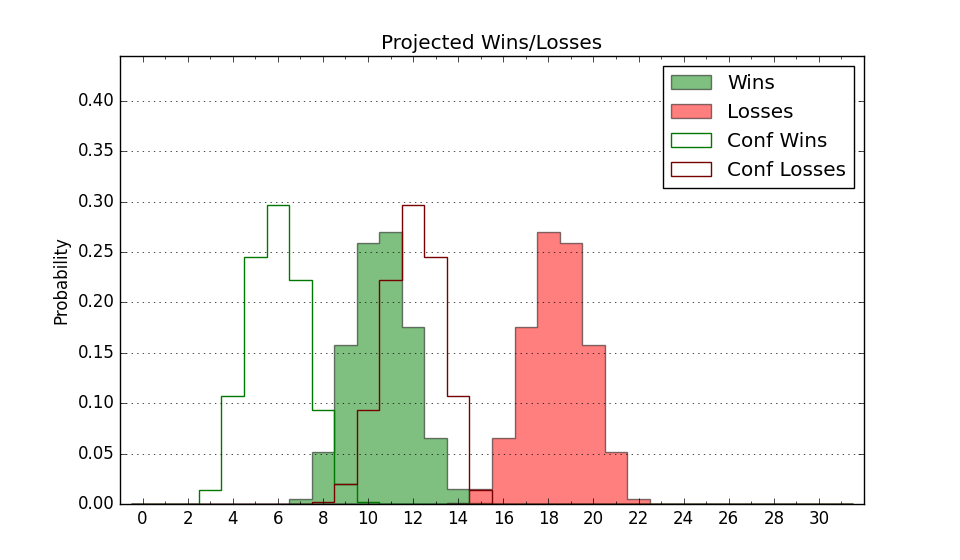 Projected Wins/Losses
Wins
Losses
Conf Wins
Conf Losses
Probability
0.40
0.35
0.30
0.25
0.20
0.15
0.10
0.05
0.00
0 2 4 6 8 10 12 14 16 18 20 22 24 26 28 30